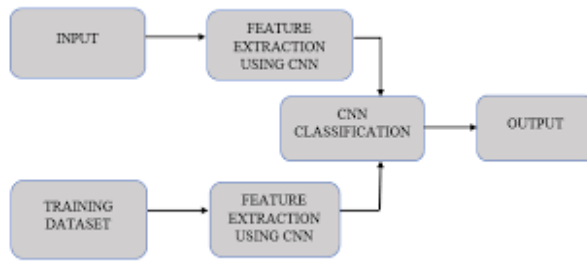 INPUT
FEATURE
EXTRACTION
USING CNN
CNN
CLASSIFICATION
OUTPUT
TRAINING
DATASET
FEATURE
EXTRACTION
USING CNN